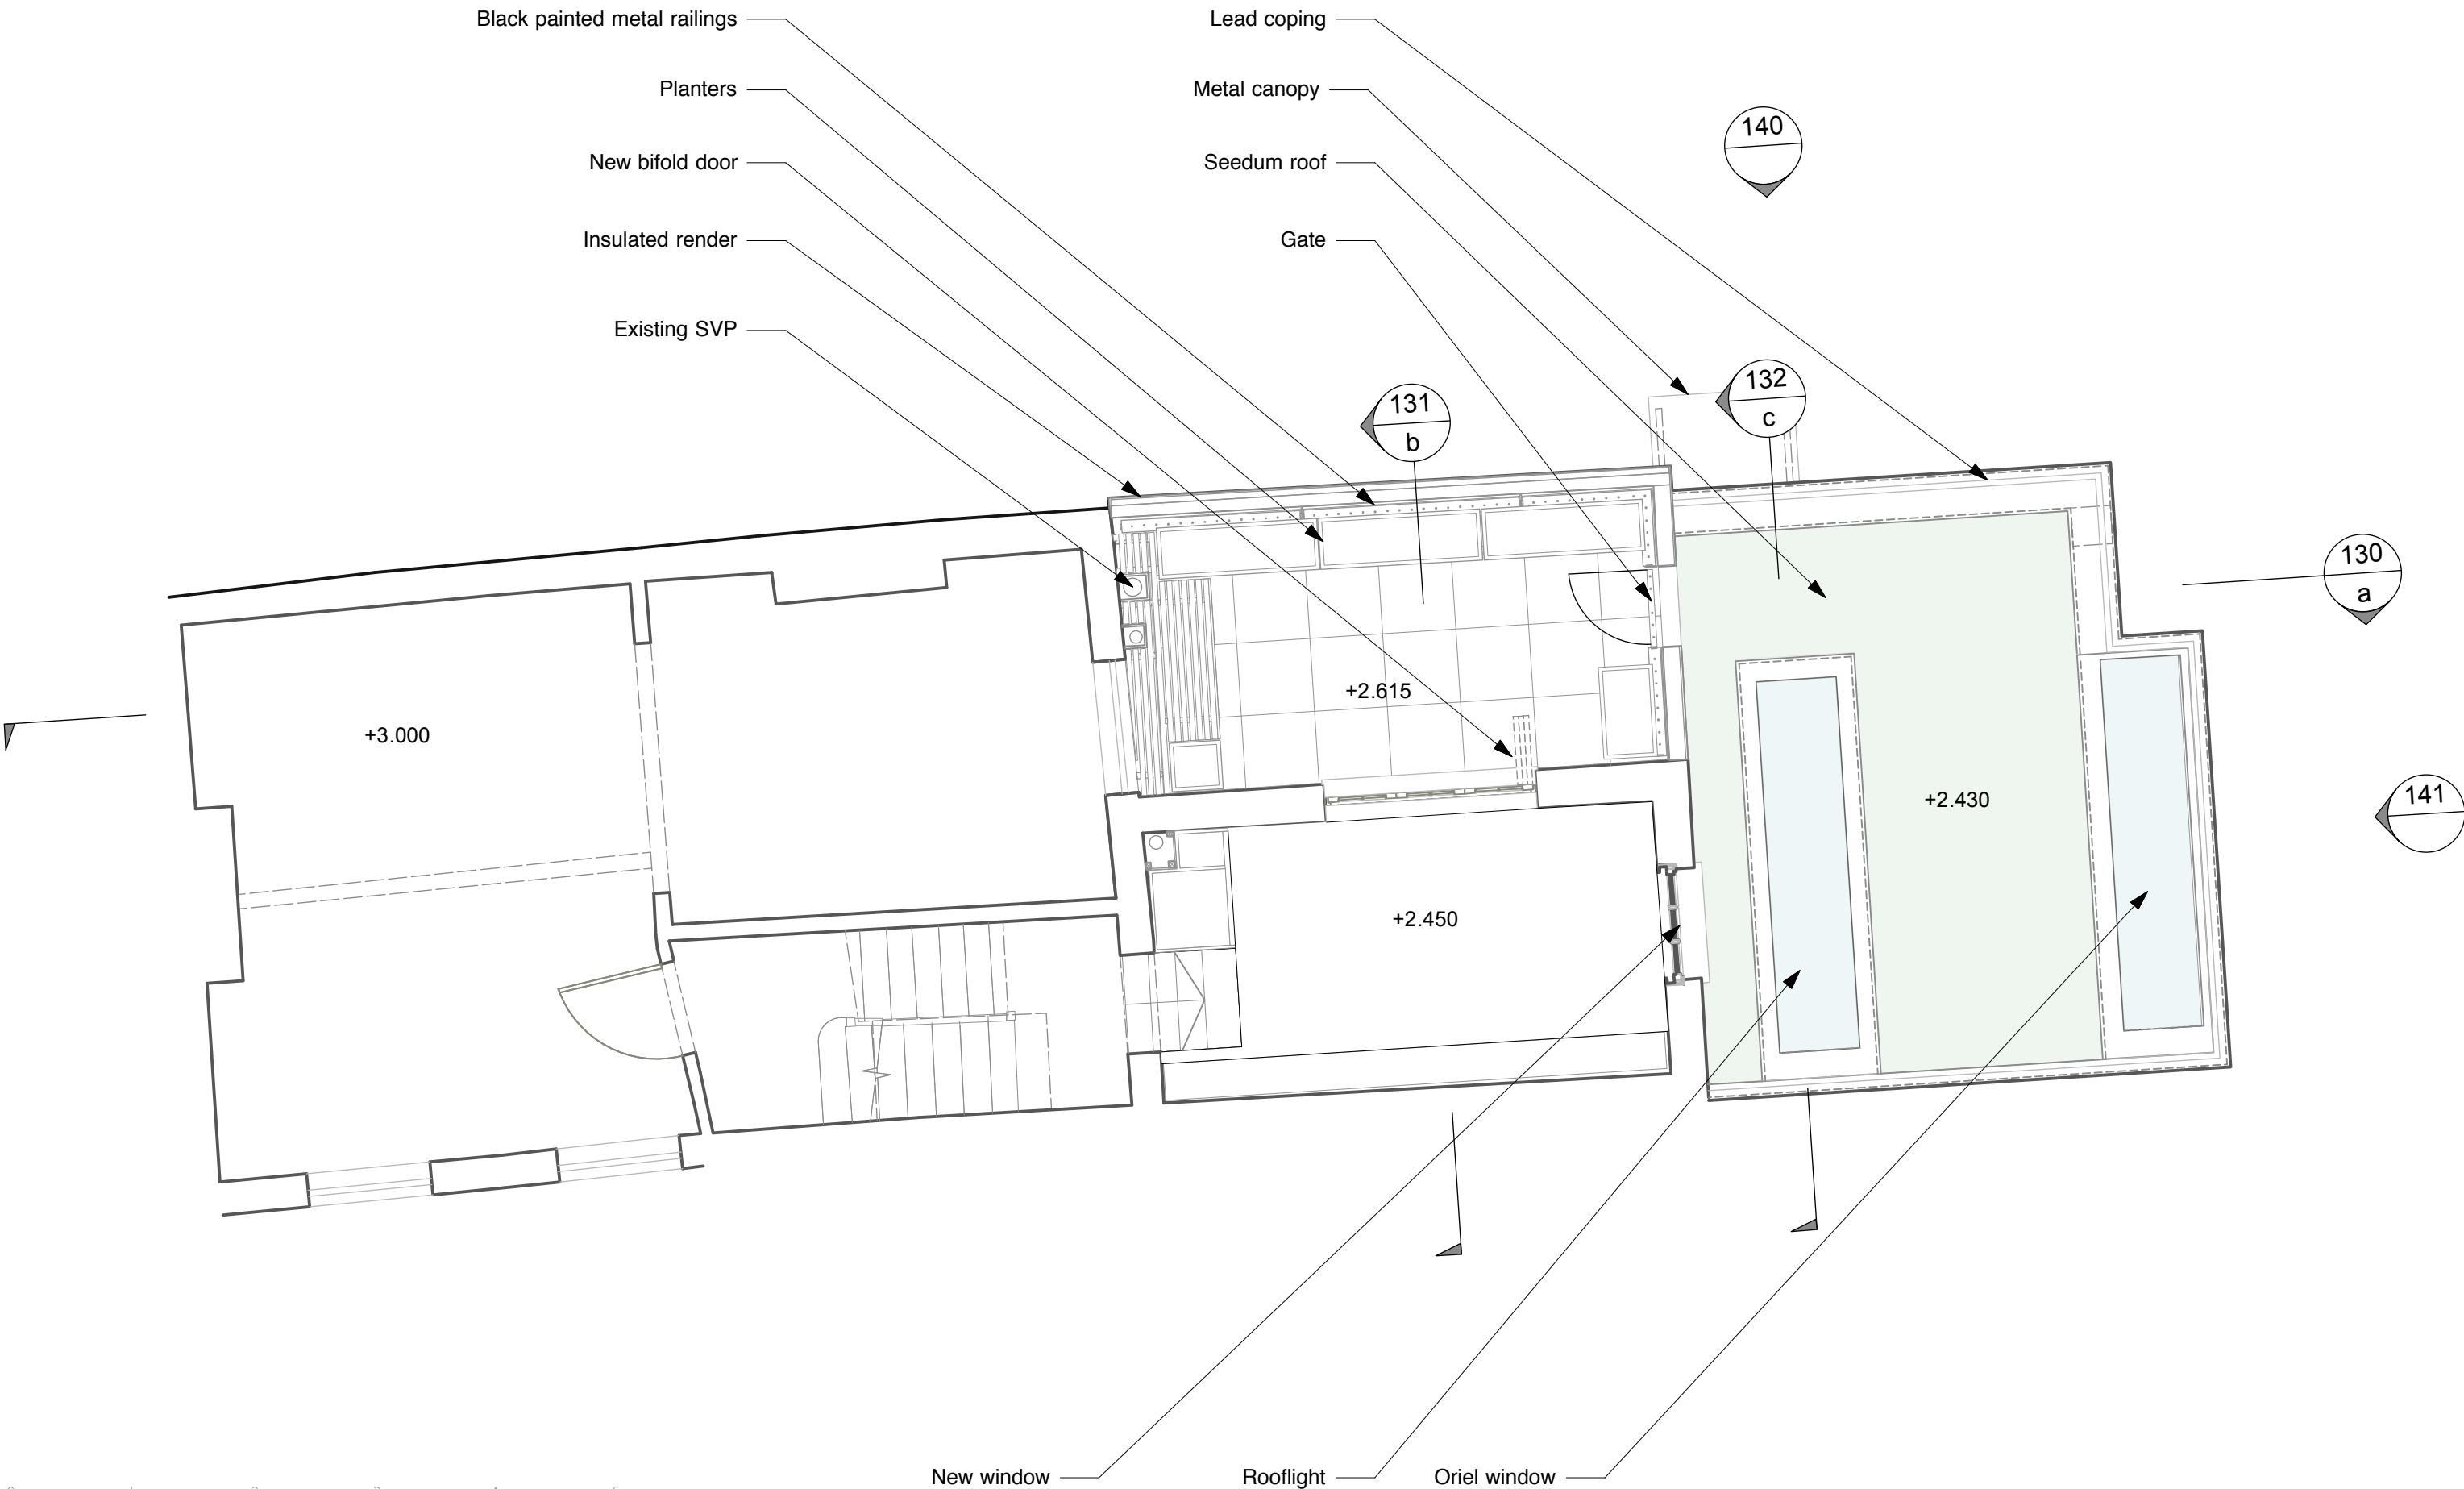 Black painted metal railings
Lead coping
Planters
Metal canopy
140
New bifold door
Seedum roof
Insulated render
Gate
Existing SVP
131
b
132
c
130
a
+2.615
+3.000
+2.430
141
+2.450
New window
Rooflight
Oriel window